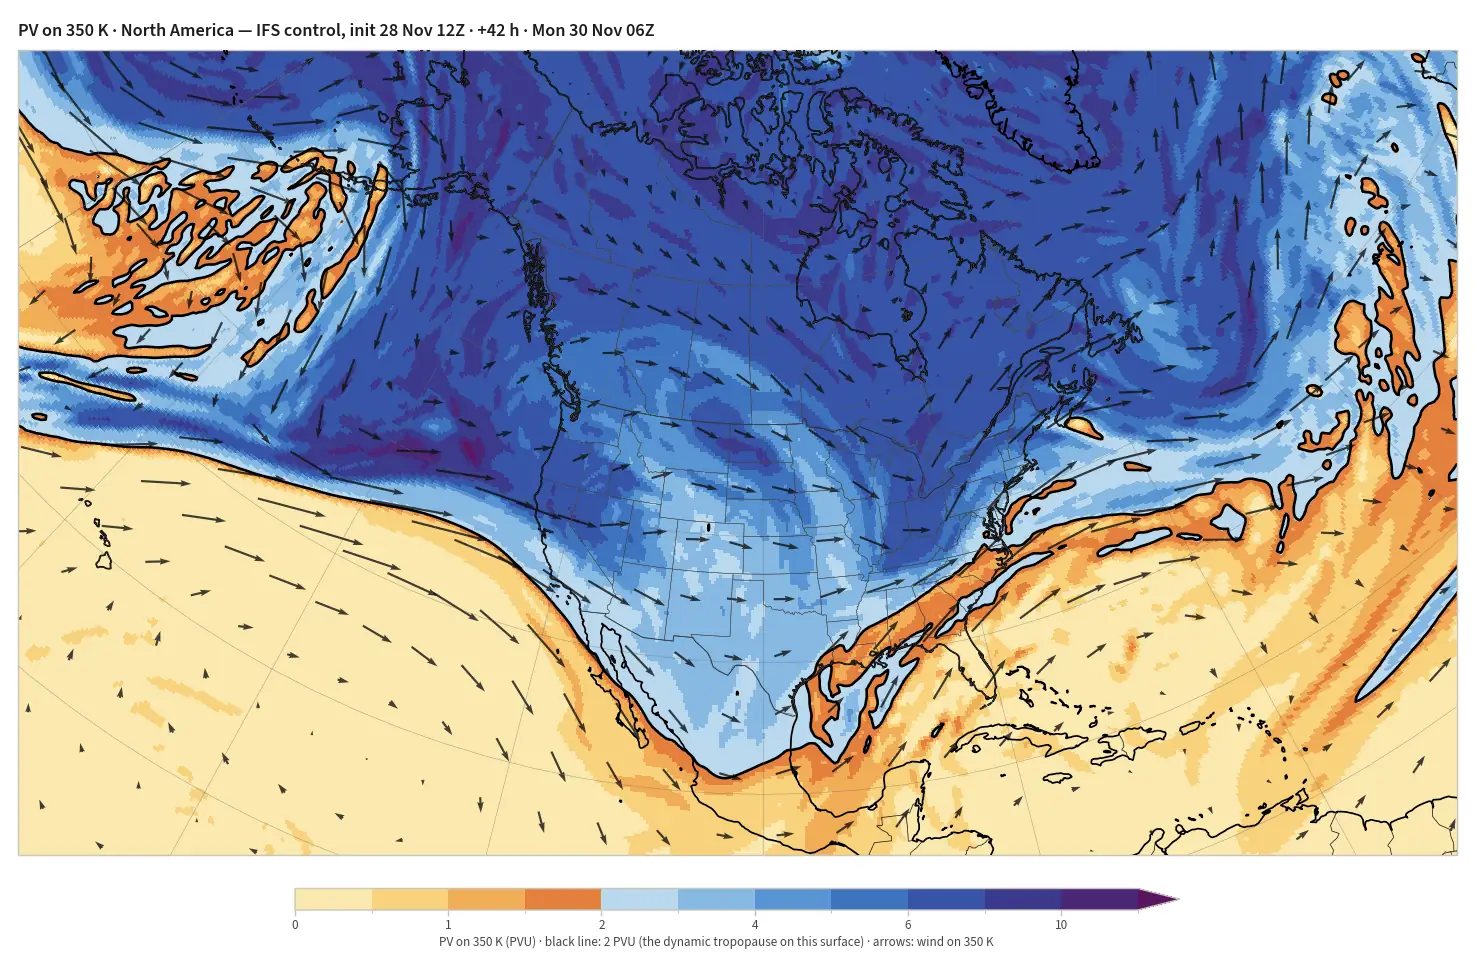 PV on 350 K · North America — IFS control, init 28 Nov 12Z · +42 h · Mon 30 Nov 06Z
0 1 2 4 6 10
PV on 350 K (PVU) · black line: 2 PVU (the dynamic tropopause on this surface) · arrows: wind on 350 K